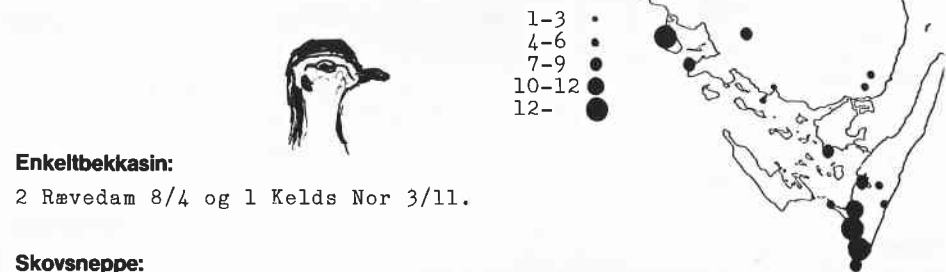 1-3
4-6
7-9
10-12
12-
Enkeltbekkasin:
2 Rævedam 8/4 og 1 Kelds Nor 3/11.
Skovsneppe: